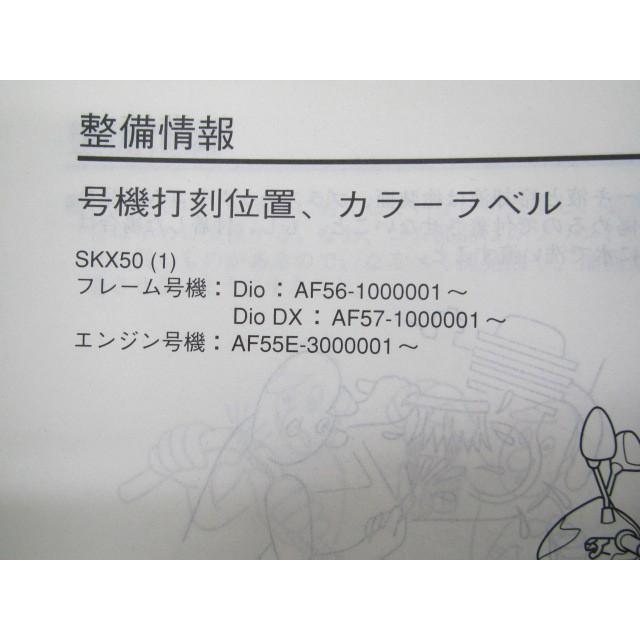 整備情報
号機打刻位置、カラーラベル
SKX50 (1)
フレーム号機：Dio：AF56-1000001～
Dio DX：AF57-1000001～
エンジン号機：AF55E-3000001～